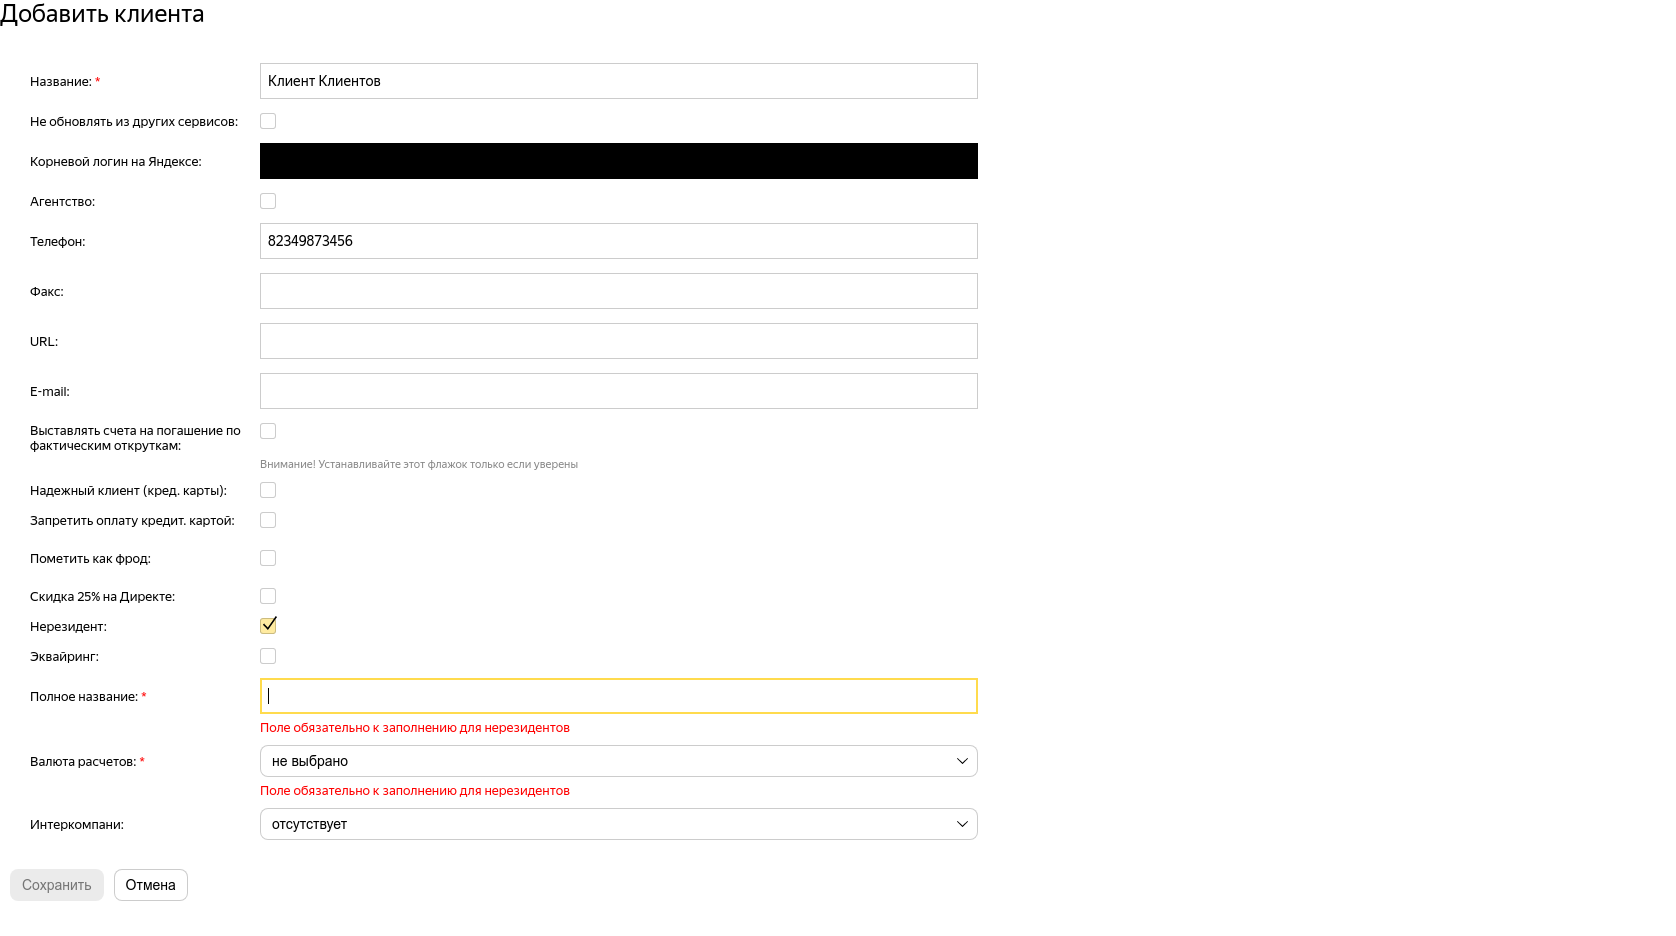 Добавить клиента
Название: *
Клиент Клиентов
Не обновлять из других сервисов:
Корневой логин на Яндексе:
Агентство:
Телефон:
82349873456
Факс:
URL:
E-mail:
Выставлять счета на погашение по
фактическим откруткам:
Внимание! Устанавливайте этот флажок только если уверены
Надежный клиент (кред. карты):
Запретить оплату кредит. картой:
Пометить как фрод:
Скидка 25% на Директе:
Нерезидент:
Эквайринг:
Полное название: *
Поле обязательно к заполнению для нерезидентов
Валюта расчетов: *
не выбрано
Поле обязательно к заполнению для нерезидентов
Интеркомпани:
отсутствует
Сохранить
Отмена